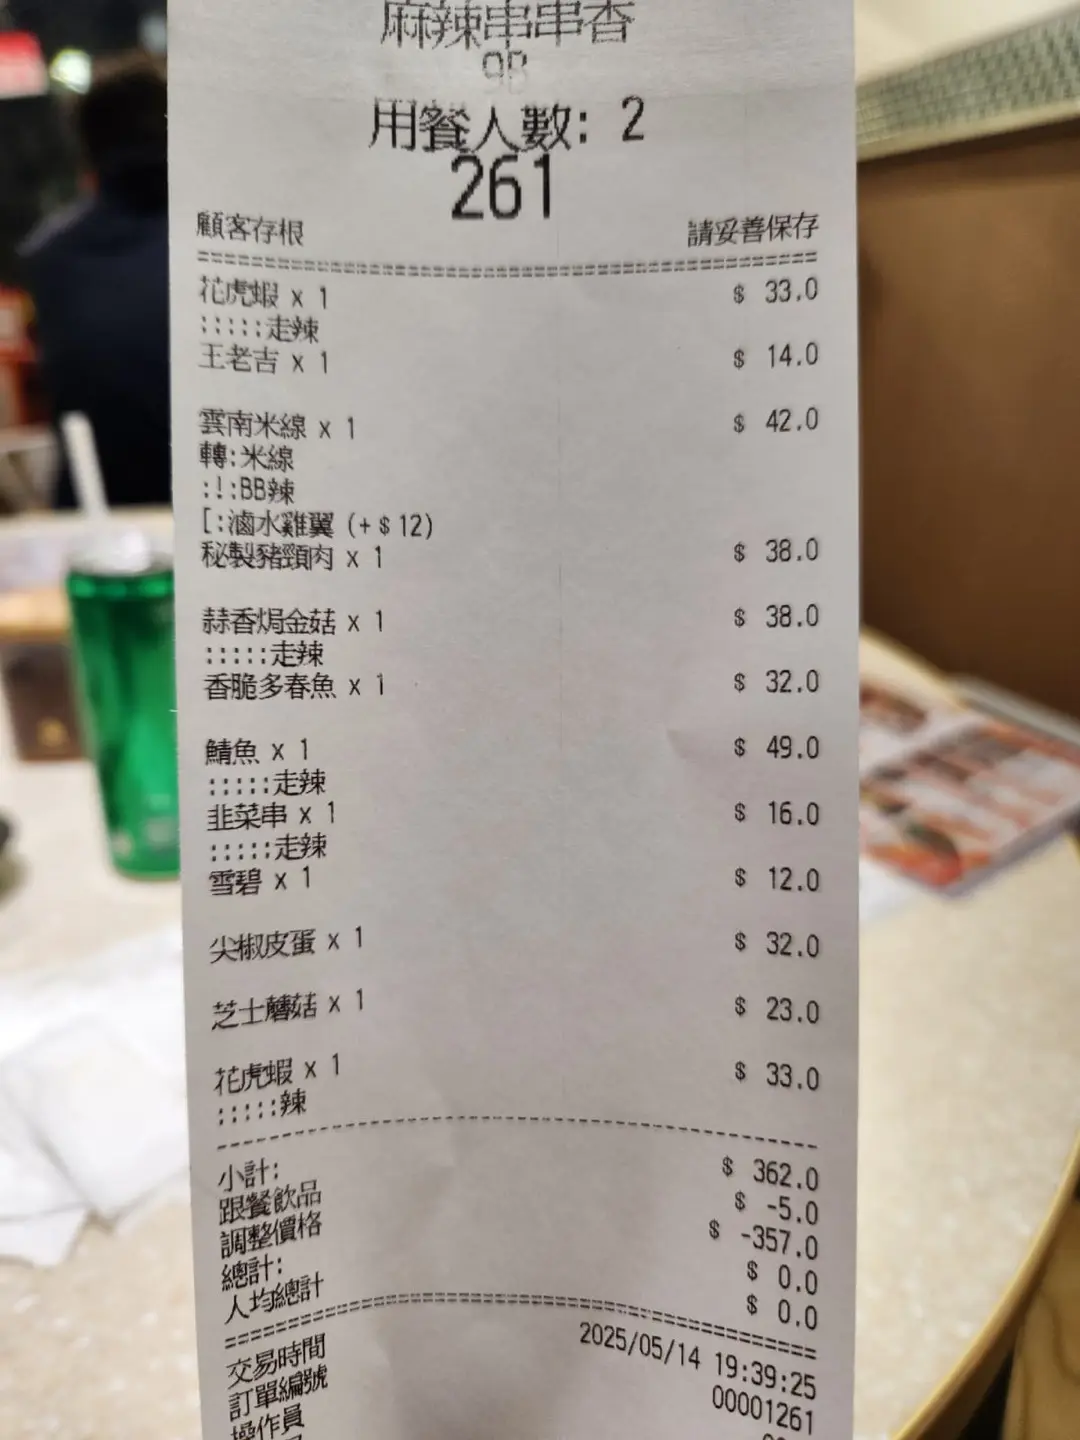 麻辣串串香
9B
用餐人數: 2
261
顧客存根 請妥善保存
花虎蝦 x 1 $ 33.0
:::::走辣
王老吉 x 1 $ 14.0
雲南米線 x 1 $ 42.0
轉:米線
:!:BB辣
[:滷水雞翼 (+$12)
秘製豬頸肉 x 1 $ 38.0
蒜香焗金菇 x 1 $ 38.0
:::::走辣
香脆多春魚 x 1 $ 32.0
鯖魚 x 1 $ 49.0
:::::走辣
韭菜串 x 1 $ 16.0
:::::走辣
雪碧 x 1 $ 12.0
尖椒皮蛋 x 1 $ 32.0
芝士蘑菇 x 1 $ 23.0
花虎蝦 x 1 $ 33.0
:::::辣
小計: $ 362.0
跟餐飲品 $ -5.0
調整價格 $ -357.0
總計: $ 0.0
人均總計 $ 0.0
交易時間 2025/05/14 19:39:25
訂單編號 00001261
操作員